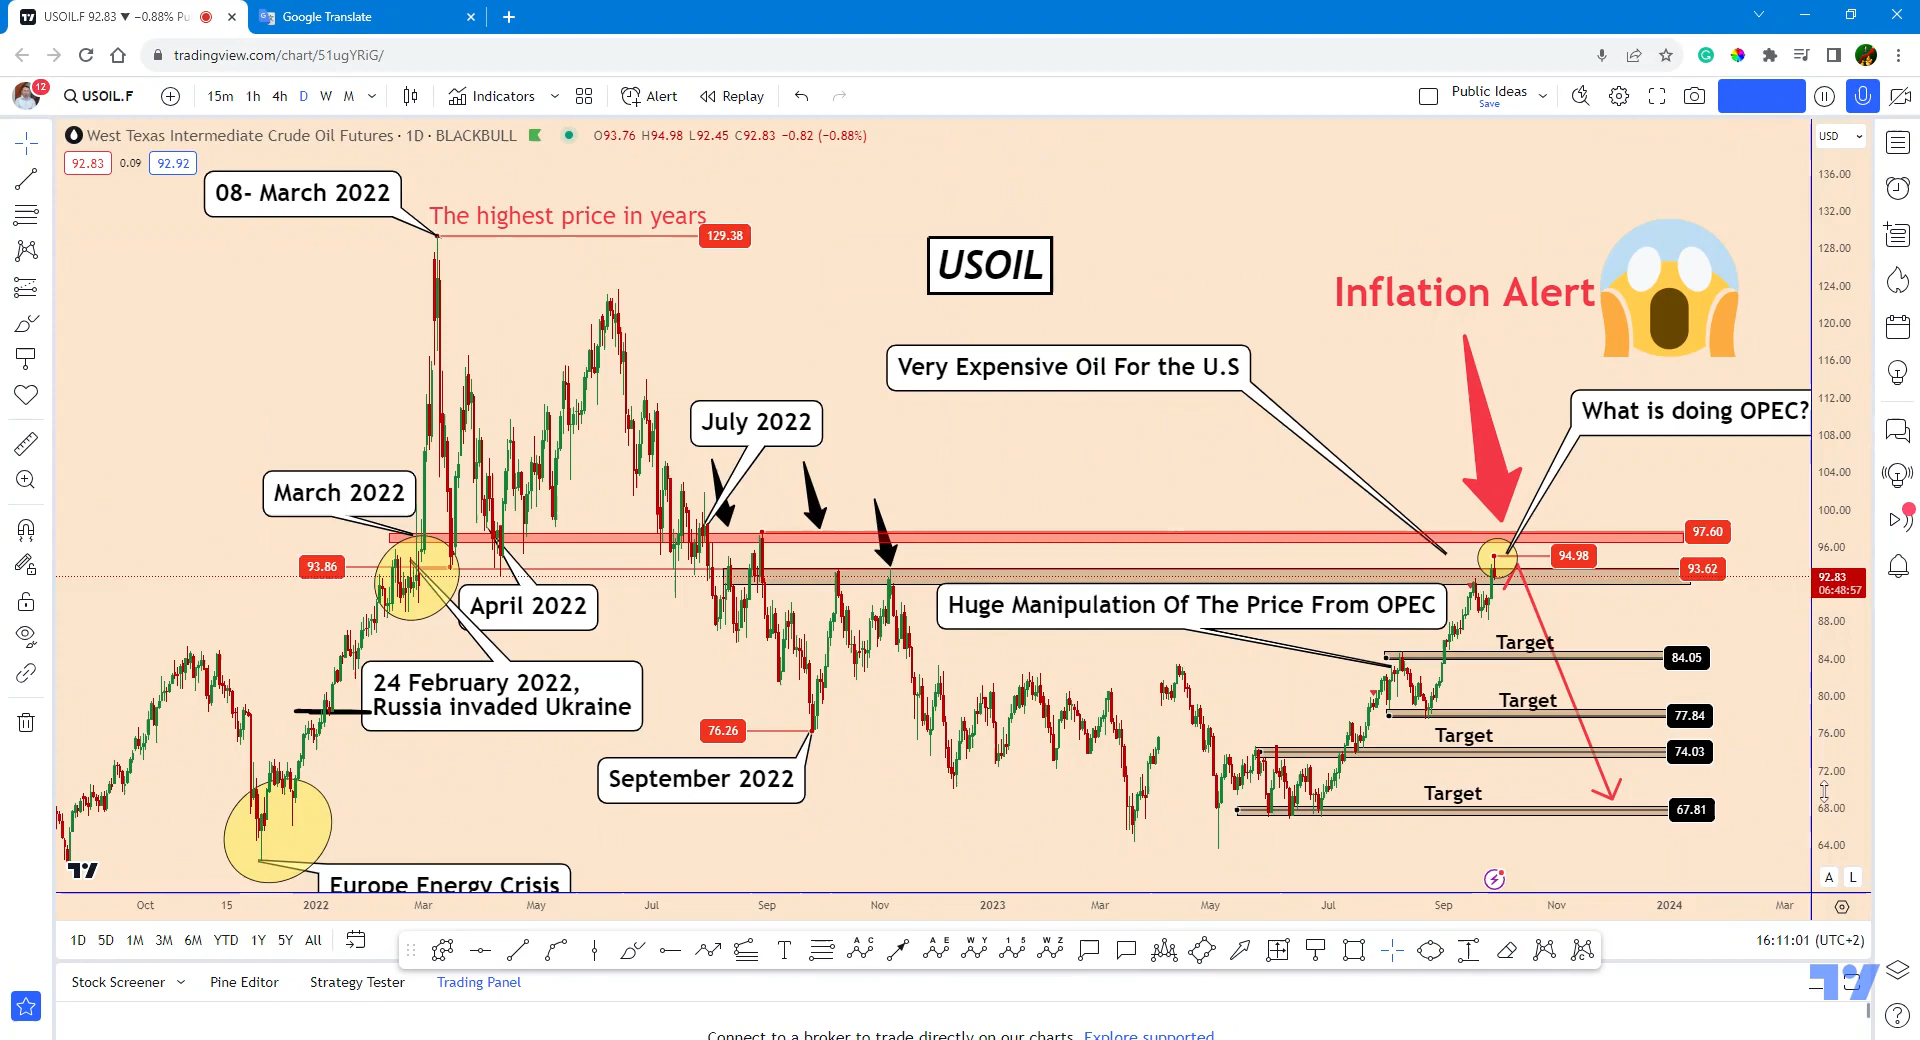 USOIL.F 92.83 ▼ −0.88% Pu
Google Translate
tradingview.com/chart/51ugYRiG/
12
USOIL.F
15m 1h 4h D W M
Indicators
Alert
Replay
Public Ideas
Save
West Texas Intermediate Crude Oil Futures · 1D · BLACKBULL
O93.76 H94.98 L92.45 C92.83 −0.82 (−0.88%)
USD
92.83 0.09 92.92
08- March 2022
The highest price in years
129.38
USOIL
Inflation Alert
Very Expensive Oil For the U.S
What is doing OPEC?
July 2022
March 2022
97.60
94.98
93.86
93.62
April 2022
Huge Manipulation Of The Price From OPEC
24 February 2022,
Russia invaded Ukraine
Target
84.05
Target
77.84
76.26
Target
74.03
September 2022
Target
67.81
Europe Energy Crisis
136.00
132.00
128.00
124.00
120.00
116.00
112.00
108.00
104.00
100.00
96.00
92.83
06:48:57
88.00
84.00
80.00
76.00
72.00
68.00
64.00
A L
Oct 15 2022 Mar May Jul Sep Nov 2023 Mar May Jul Sep Nov 2024 Mar
1D 5D 1M 3M 6M YTD 1Y 5Y All
A C
A E
W Y
1 5
W Z
16:11:01 (UTC+2)
Stock Screener
Pine Editor
Strategy Tester
Trading Panel
Connect to a broker to trade directly on our charts. Explore supported